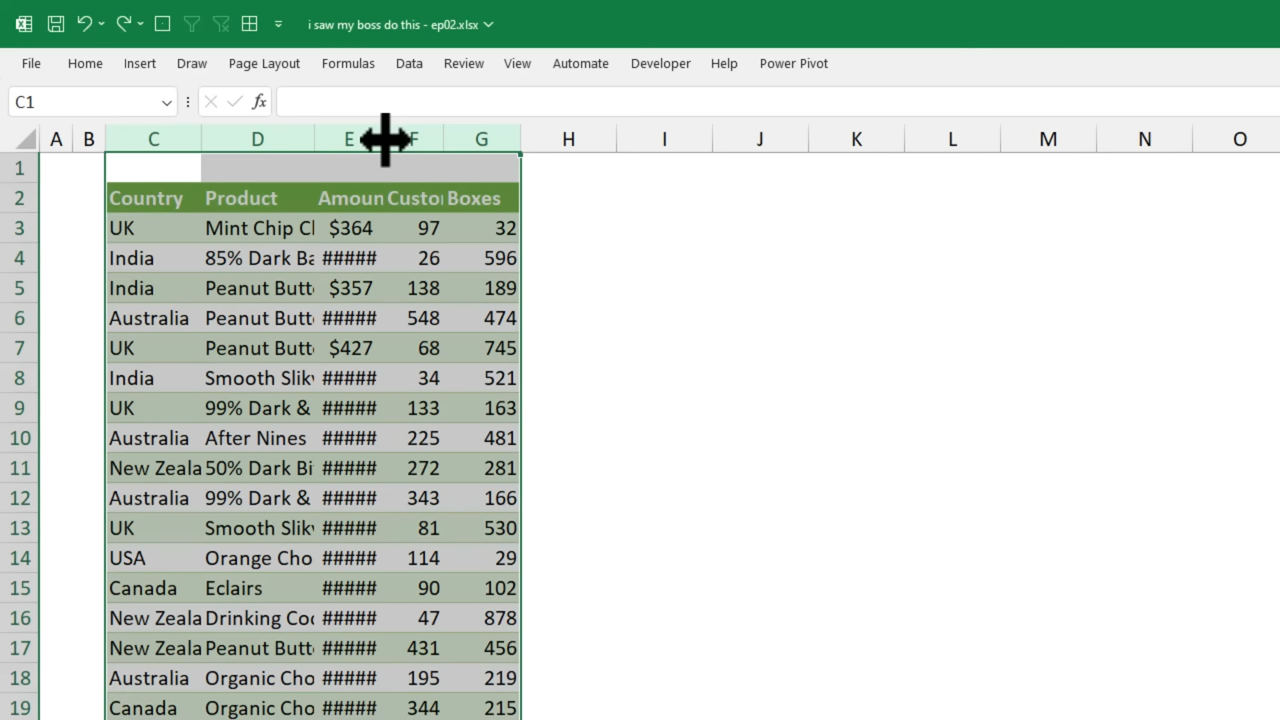 i saw my boss do this - ep02.xlsx
File Home Insert Draw Page Layout Formulas Data Review View Automate Developer Help Power Pivot
C1 fx
A B C D E F G H I J K L M N O
1
2 Country Product Amoun Custo Boxes
3 UK Mint Chip Cl $364 97 32
4 India 85% Dark Ba ##### 26 596
5 India Peanut Butt $357 138 189
6 Australia Peanut Butt ##### 548 474
7 UK Peanut Butt $427 68 745
8 India Smooth Slik ##### 34 521
9 UK 99% Dark & ##### 133 163
10 Australia After Nines ##### 225 481
11 New Zeala 50% Dark Bi ##### 272 281
12 Australia 99% Dark & ##### 343 166
13 UK Smooth Slik ##### 81 530
14 USA Orange Cho ##### 114 29
15 Canada Eclairs ##### 90 102
16 New Zeala Drinking Co ##### 47 878
17 New Zeala Peanut Butt ##### 431 456
18 Australia Organic Cho ##### 195 219
19 Canada Organic Cho ##### 344 215